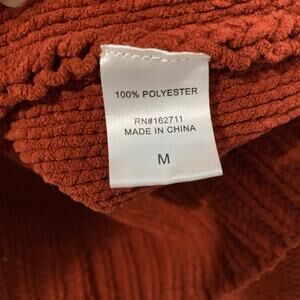 100% POLYESTER
RN#162711
MADE IN CHINA
M